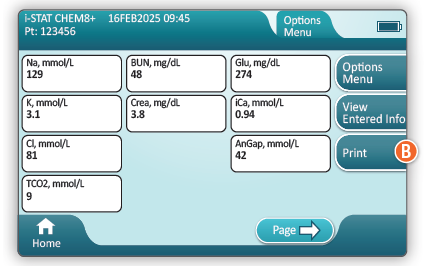 i-STAT CHEM8+ 16FEB2025 09:45
Pt: 123456
Options
Menu
Na, mmol/L
129
BUN, mg/dL
48
Glu, mg/dL
274
Options
Menu
K, mmol/L
3.1
Crea, mg/dL
3.8
iCa, mmol/L
0.94
View
Entered Info
Cl, mmol/L
81
AnGap, mmol/L
42
Print
B
TCO2, mmol/L
9
Home
Page